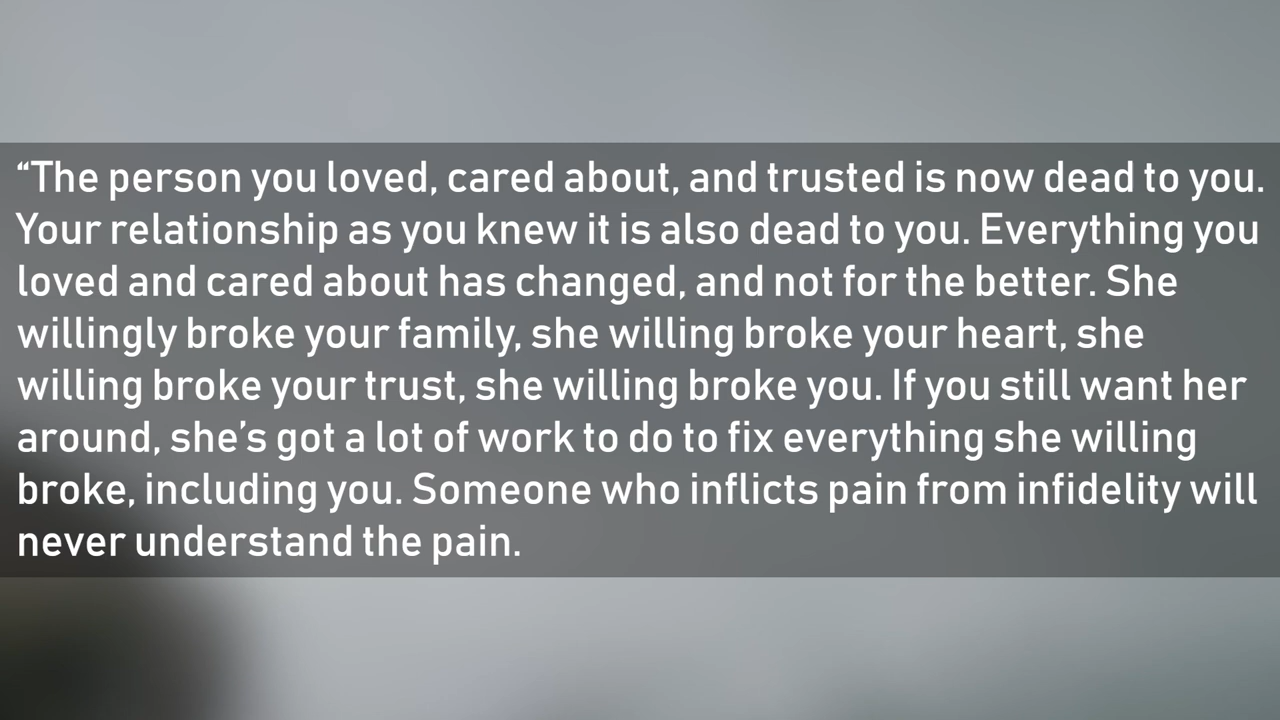 “The person you loved, cared about, and trusted is now dead to you.
Your relationship as you knew it is also dead to you. Everything you
loved and cared about has changed, and not for the better. She
willingly broke your family, she willing broke your heart, she
willing broke your trust, she willing broke you. If you still want her
around, she’s got a lot of work to do to fix everything she willing
broke, including you. Someone who inflicts pain from infidelity will
never understand the pain.